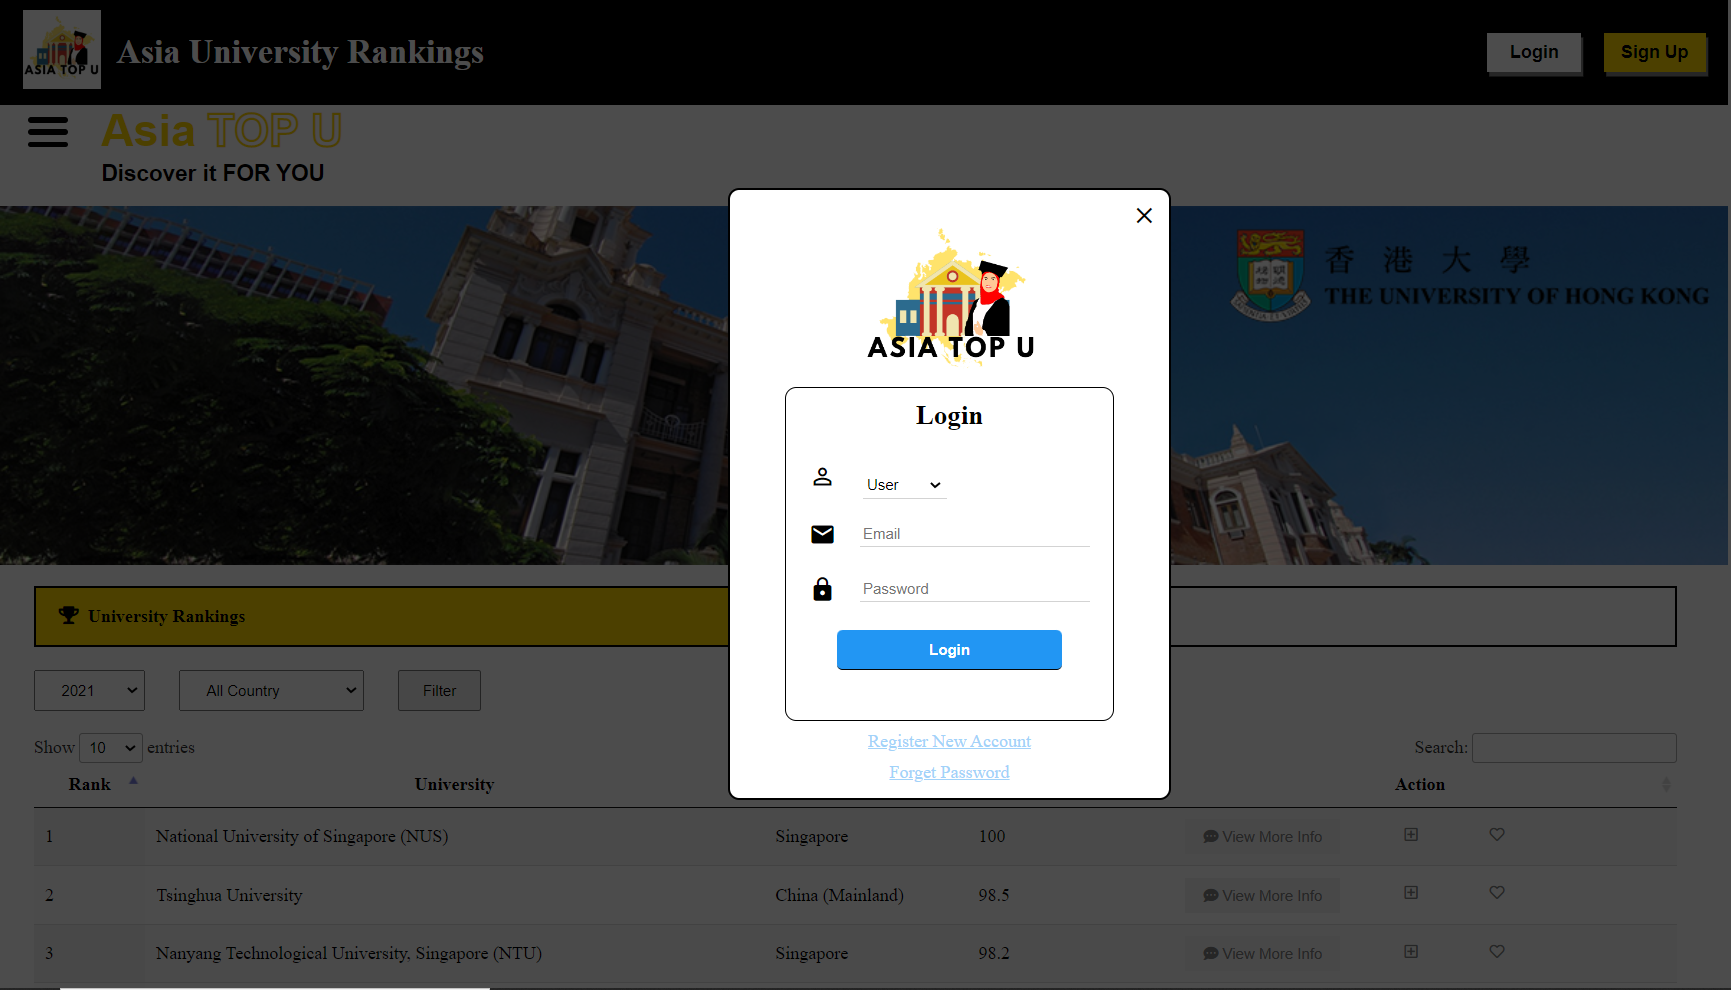 ASIA TOP U
Asia University Rankings
Login
Sign Up
Asia TOP U
Discover it FOR YOU
香港大學
THE UNIVERSITY OF HONG KONG
ASIA TOP U
Login
User
Email
Password
Login
Register New Account
Forget Password
University Rankings
2021
All Country
Filter
Show 10 entries
Search:
Rank University Action
1 National University of Singapore (NUS) Singapore 100 View More Info
2 Tsinghua University China (Mainland) 98.5 View More Info
3 Nanyang Technological University, Singapore (NTU) Singapore 98.2 View More Info